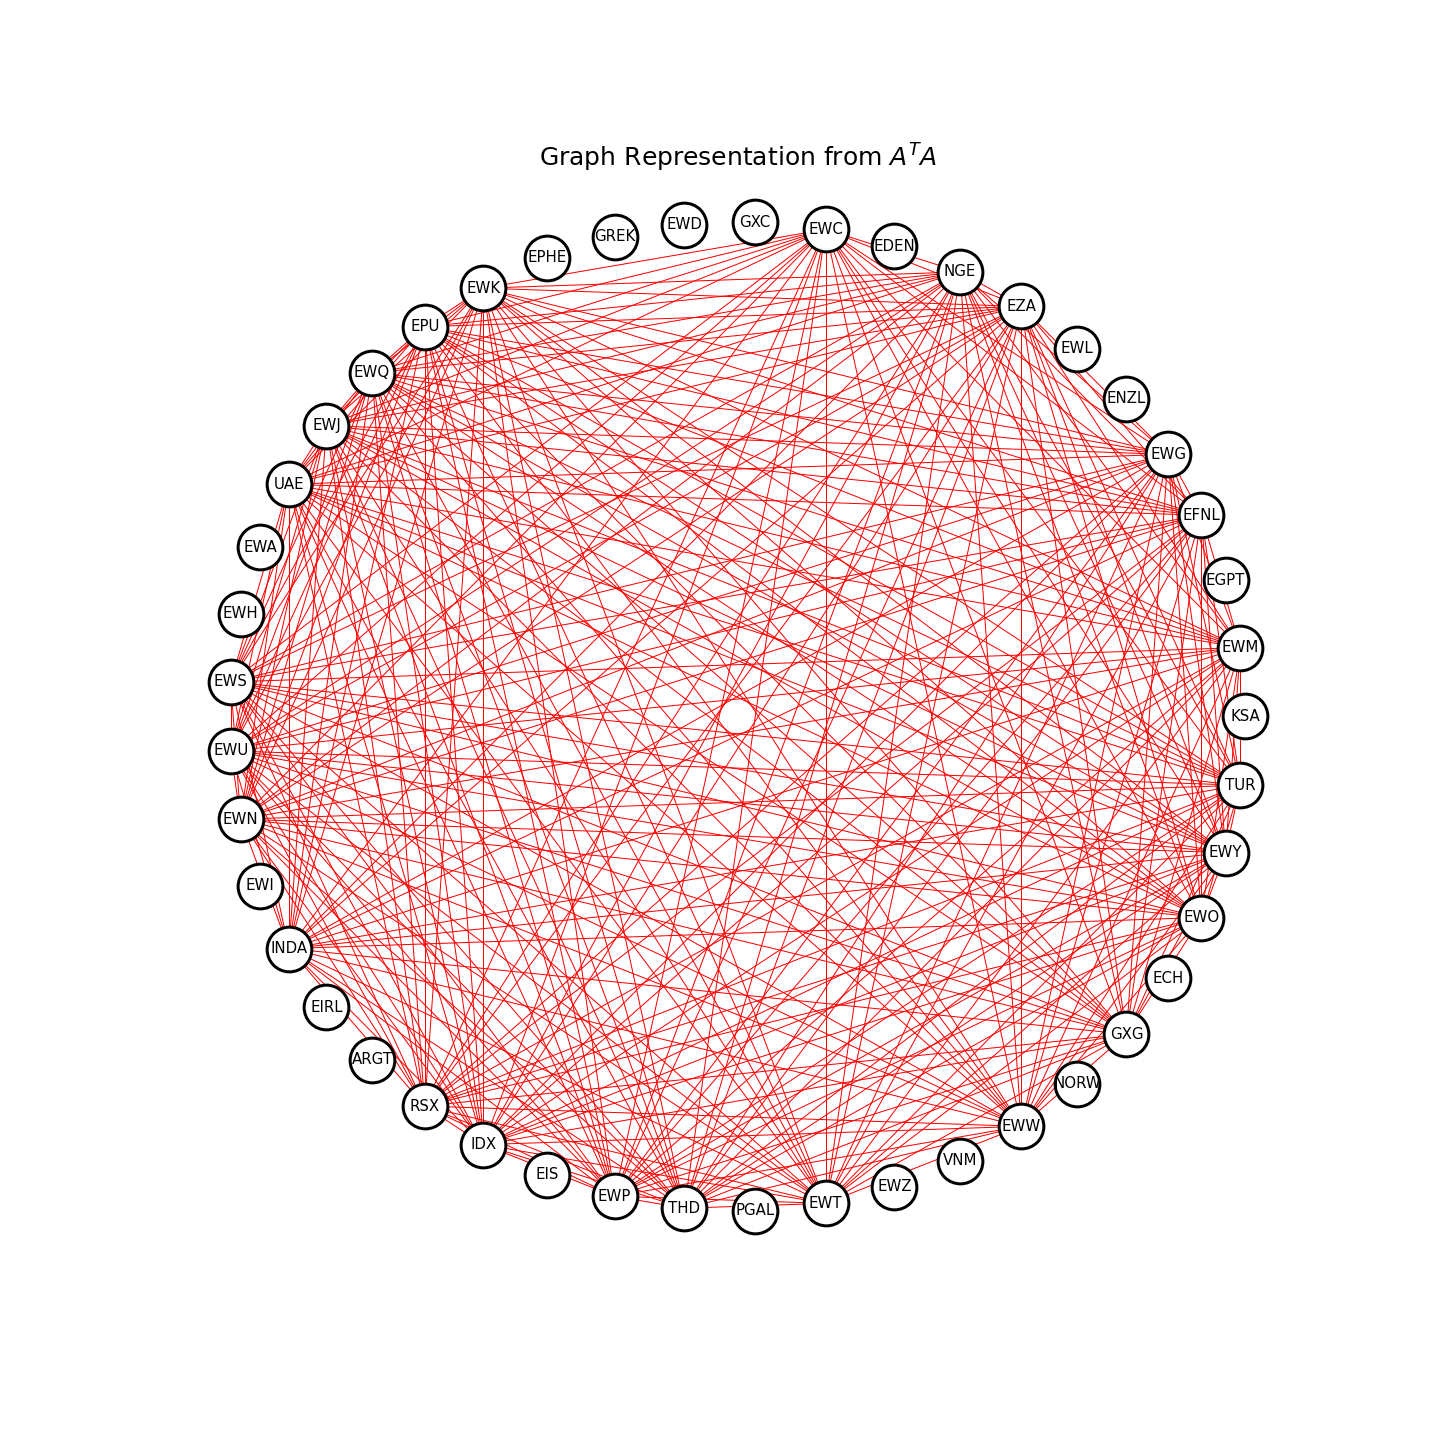 Graph Representation from $A^TA$
GXC
EWD
EWC
GREK
EDEN
EPHE
NGE
EWK
EZA
EPU
EWL
EWQ
ENZL
EWJ
EWG
UAE
EFNL
EWA
EGPT
EWH
EWM
EWS
KSA
EWU
TUR
EWN
EWY
EWI
EWO
INDA
ECH
EIRL
GXG
ARGT
NORW
RSX
EWW
IDX
VNM
EIS
EWZ
EWP
EWT
THD
PGAL